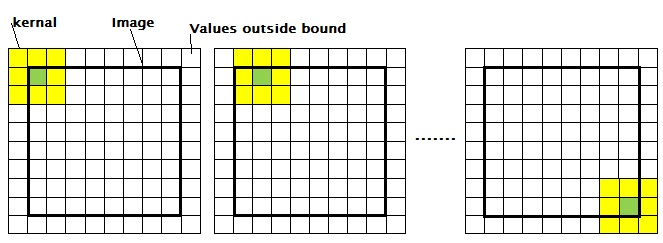 kernal
Image
Values outside bound